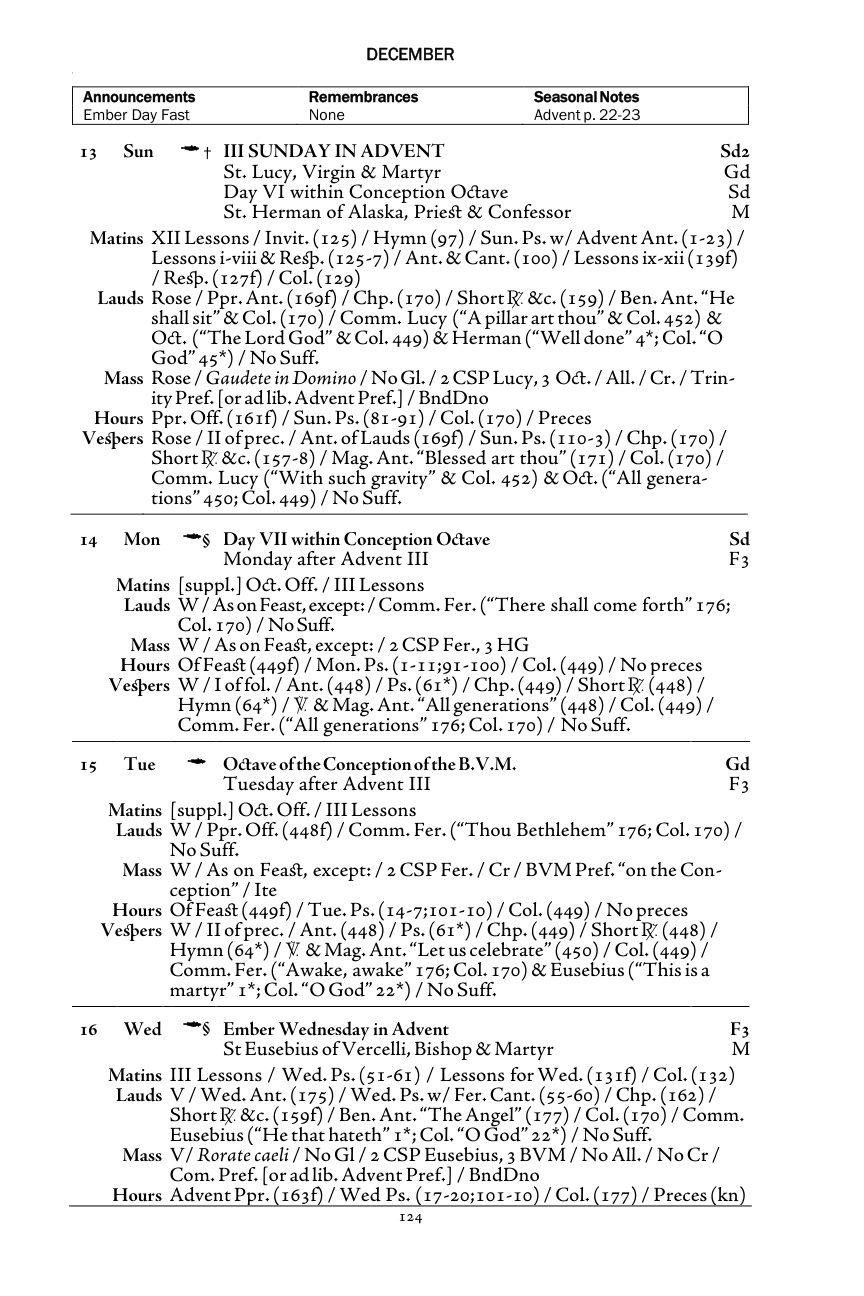 DECEMBER
Announcements Remembrances Seasonal Notes
Ember Day Fast None Advent p. 22-23
13 Sun † III SUNDAY IN ADVENT Sd2
St. Lucy, Virgin & Martyr Gd
Day VI within Conception Octave Sd
St. Herman of Alaska, Priest & Confessor M
Matins XII Lessons / Invit. (125) / Hymn (97) / Sun. Ps. w/ Advent Ant. (1-23) /
Lessons i-viii & Resp. (125-7) / Ant. & Cant. (100) / Lessons ix-xii (139f)
/ Resp. (127f) / Col. (129)
Lauds Rose / Ppr. Ant. (169f) / Chp. (170) / Short ℟. &c. (159) / Ben. Ant. “He
shall sit” & Col. (170) / Comm. Lucy (“A pillar art thou” & Col. 452) &
Oct. (“The Lord God” & Col. 449) & Herman (“Well done” 4*; Col. “O
God” 45*) / No Suff.
Mass Rose / Gaudete in Domino / No Gl. / 2 CSP Lucy, 3 Oct. / All. / Cr. / Trin-
ity Pref. [or ad lib. Advent Pref.] / BndDno
Hours Ppr. Off. (161f) / Sun. Ps. (81-91) / Col. (170) / Preces
Vespers Rose / II of prec. / Ant. of Lauds (169f) / Sun. Ps. (110-3) / Chp. (170) /
Short ℟. &c. (157-8) / Mag. Ant. “Blessed art thou” (171) / Col. (170) /
Comm. Lucy (“With such gravity” & Col. 452) & Oct. (“All genera-
tions” 450; Col. 449) / No Suff.
14 Mon § Day VII within Conception Octave Sd
Monday after Advent III F3
Matins [suppl.] Oct. Off. / III Lessons
Lauds W / As on Feast, except: / Comm. Fer. (“There shall come forth” 176;
Col. 170) / No Suff.
Mass W / As on Feast, except: / 2 CSP Fer., 3 HG
Hours Of Feast (449f) / Mon. Ps. (1-11;91-100) / Col. (449) / No preces
Vespers W / I of fol. / Ant. (448) / Ps. (61*) / Chp. (449) / Short ℟. (448) /
Hymn (64*) / ℣. & Mag. Ant. “All generations” (448) / Col. (449) /
Comm. Fer. (“All generations” 176; Col. 170) / No Suff.
15 Tue Octave of the Conception of the B.V.M. Gd
Tuesday after Advent III F3
Matins [suppl.] Oct. Off. / III Lessons
Lauds W / Ppr. Off. (448f) / Comm. Fer. (“Thou Bethlehem” 176; Col. 170) /
No Suff.
Mass W / As on Feast, except: / 2 CSP Fer. / Cr / BVM Pref. “on the Con-
ception” / Ite
Hours Of Feast (449f) / Tue. Ps. (14-7;101-10) / Col. (449) / No preces
Vespers W / II of prec. / Ant. (448) / Ps. (61*) / Chp. (449) / Short ℟. (448) /
Hymn (64*) / ℣. & Mag. Ant. “Let us celebrate” (450) / Col. (449) /
Comm. Fer. (“Awake, awake” 176; Col. 170) & Eusebius (“This is a
martyr” 1*; Col. “O God” 22*) / No Suff.
16 Wed § Ember Wednesday in Advent F3
St Eusebius of Vercelli, Bishop & Martyr M
Matins III Lessons / Wed. Ps. (51-61) / Lessons for Wed. (131f) / Col. (132)
Lauds V / Wed. Ant. (175) / Wed. Ps. w/ Fer. Cant. (55-60) / Chp. (162) /
Short ℟. &c. (159f) / Ben. Ant. “The Angel” (177) / Col. (170) / Comm.
Eusebius (“He that hateth” 1*; Col. “O God” 22*) / No Suff.
Mass V/ Rorate caeli / No Gl / 2 CSP Eusebius, 3 BVM / No All. / No Cr /
Com. Pref. [or ad lib. Advent Pref.] / BndDno
Hours Advent Ppr. (163f) / Wed Ps. (17-20;101-10) / Col. (177) / Preces (kn)
124